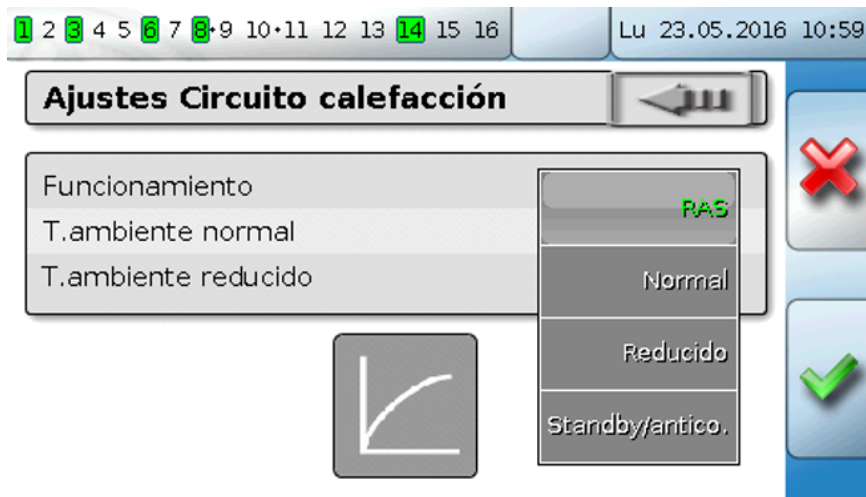 1 2 3 4 5 6 7 8·9 10·11 12 13 14 15 16 Lu 23.05.2016 10:59
Ajustes Circuito calefacción
Funcionamiento
T.ambiente normal
T.ambiente reducido
RAS
Normal
Reducido
Standby/antico.